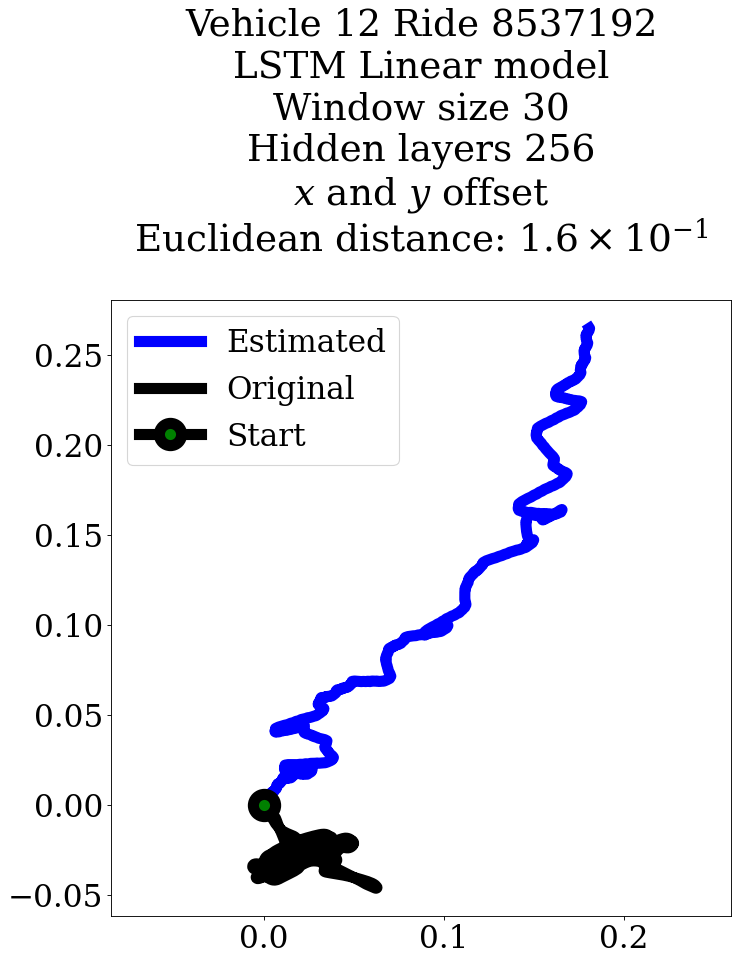 Vehicle 12 Ride 8537192
LSTM Linear model
Window size 30
Hidden layers 256
x and y offset
Euclidean distance: 1.6 × 10⁻¹
Estimated
Original
Start
0.25
0.20
0.15
0.10
0.05
0.00
−0.05
0.0 0.1 0.2